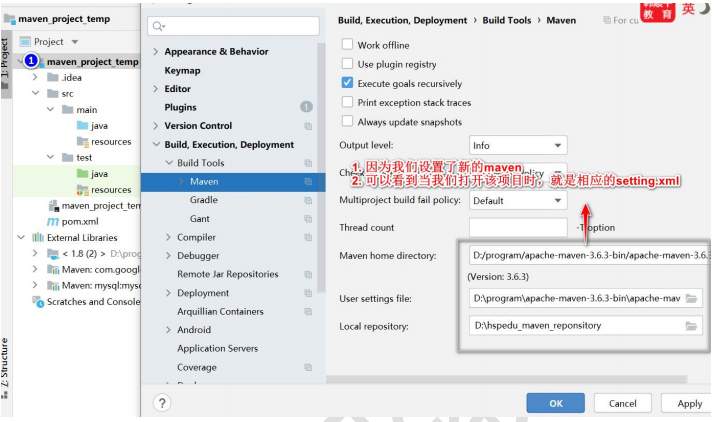 maven_project_temp
Project
1: Project
1
maven_project_temp
.idea
src
main
java
resources
test
java
resources
maven_project_tem
pom.xml
External Libraries
< 1.8 (2) > D:\prog
Maven: com.googl
Maven: mysql:mysc
Scratches and Console
Z: Structure
Appearance & Behavior
Keymap
Editor
Plugins
1
Version Control
Build, Execution, Deployment
Build Tools
Maven
Gradle
Gant
Compiler
Debugger
Remote Jar Repositories
Deployment
Arquillian Containers
Android
Application Servers
Coverage
Build, Execution, Deployment › Build Tools › Maven
For cu
教育
英
Work offline
Use plugin registry
Execute goals recursively
Print exception stack traces
Always update snapshots
Output level:
Info
1. 因为我们设置了新的maven
2. 可以看到当我们打开该项目时，就是相应的setting.xml
Multiproject build fail policy:
Default
Thread count
-T option
Maven home directory:
D:/program/apache-maven-3.6.3-bin/apache-maven-3.6.3
(Version: 3.6.3)
User settings file:
D:\program\apache-maven-3.6.3-bin\apache-mav
Local repository:
D:\hspedu_maven_reponsitory
?
OK
Cancel
Apply